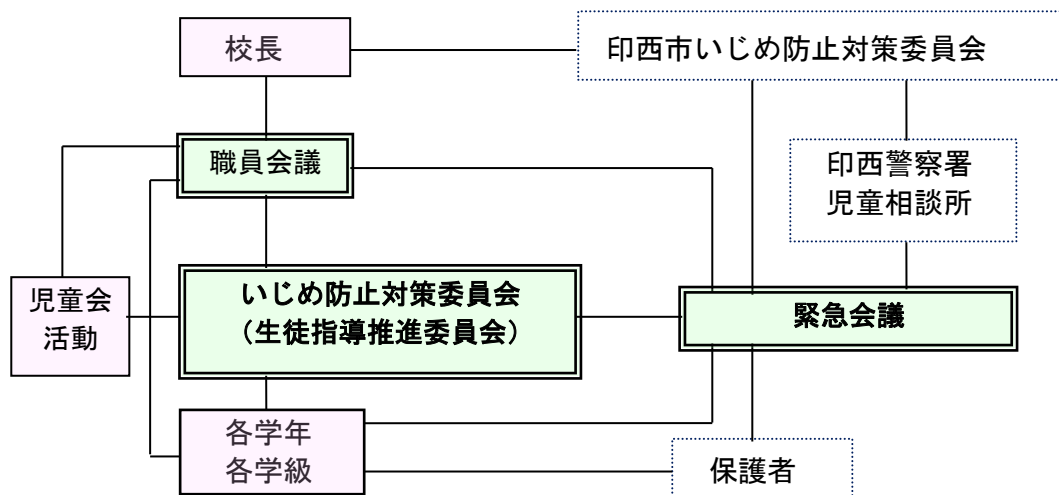 校長
印西市いじめ防止対策委員会
職員会議
印西警察署
児童相談所
児童会
活動
いじめ防止対策委員会
（生徒指導推進委員会）
緊急会議
各学年
各学級
保護者